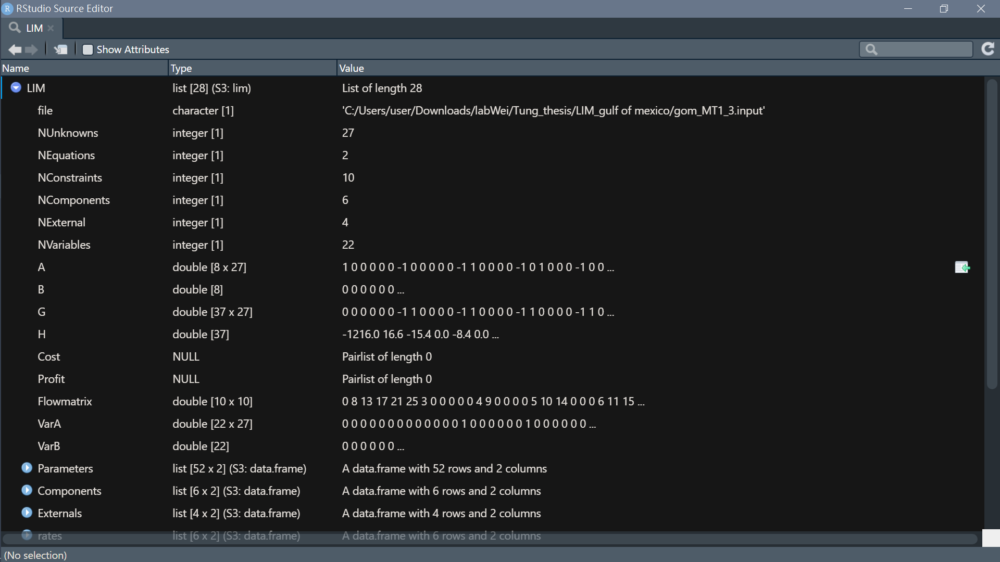 R RStudio Source Editor
LIM
Show Attributes
Name Type Value
LIM list [28] (S3: lim) List of length 28
file character [1] 'C:/Users/user/Downloads/labWei/Tung_thesis/LIM_gulf of mexico/gom_MT1_3.input'
NUnknowns integer [1] 27
NEquations integer [1] 2
NConstraints integer [1] 10
NComponents integer [1] 6
NExternal integer [1] 4
NVariables integer [1] 22
A double [8 x 27] 1 0 0 0 0 0 -1 0 0 0 0 0 -1 1 0 0 0 0 -1 0 1 0 0 0 -1 0 0 ...
B double [8] 0 0 0 0 0 0 ...
G double [37 x 27] 0 0 0 0 0 0 -1 1 0 0 0 0 -1 1 0 0 0 0 -1 1 0 0 0 0 -1 1 0 ...
H double [37] -1216.0 16.6 -15.4 0.0 -8.4 0.0 ...
Cost NULL Pairlist of length 0
Profit NULL Pairlist of length 0
Flowmatrix double [10 x 10] 0 8 13 17 21 25 3 0 0 0 0 0 4 9 0 0 0 0 5 10 14 0 0 0 6 11 15 ...
VarA double [22 x 27] 0 0 0 0 0 0 0 0 0 0 0 0 0 1 0 0 0 0 0 0 1 0 0 0 0 0 0 ...
VarB double [22] 0 0 0 0 0 0 ...
Parameters list [52 x 2] (S3: data.frame) A data.frame with 52 rows and 2 columns
Components list [6 x 2] (S3: data.frame) A data.frame with 6 rows and 2 columns
Externals list [4 x 2] (S3: data.frame) A data.frame with 4 rows and 2 columns
rates list [6 x 2] (S3: data.frame) A data.frame with 6 rows and 2 columns
(No selection)